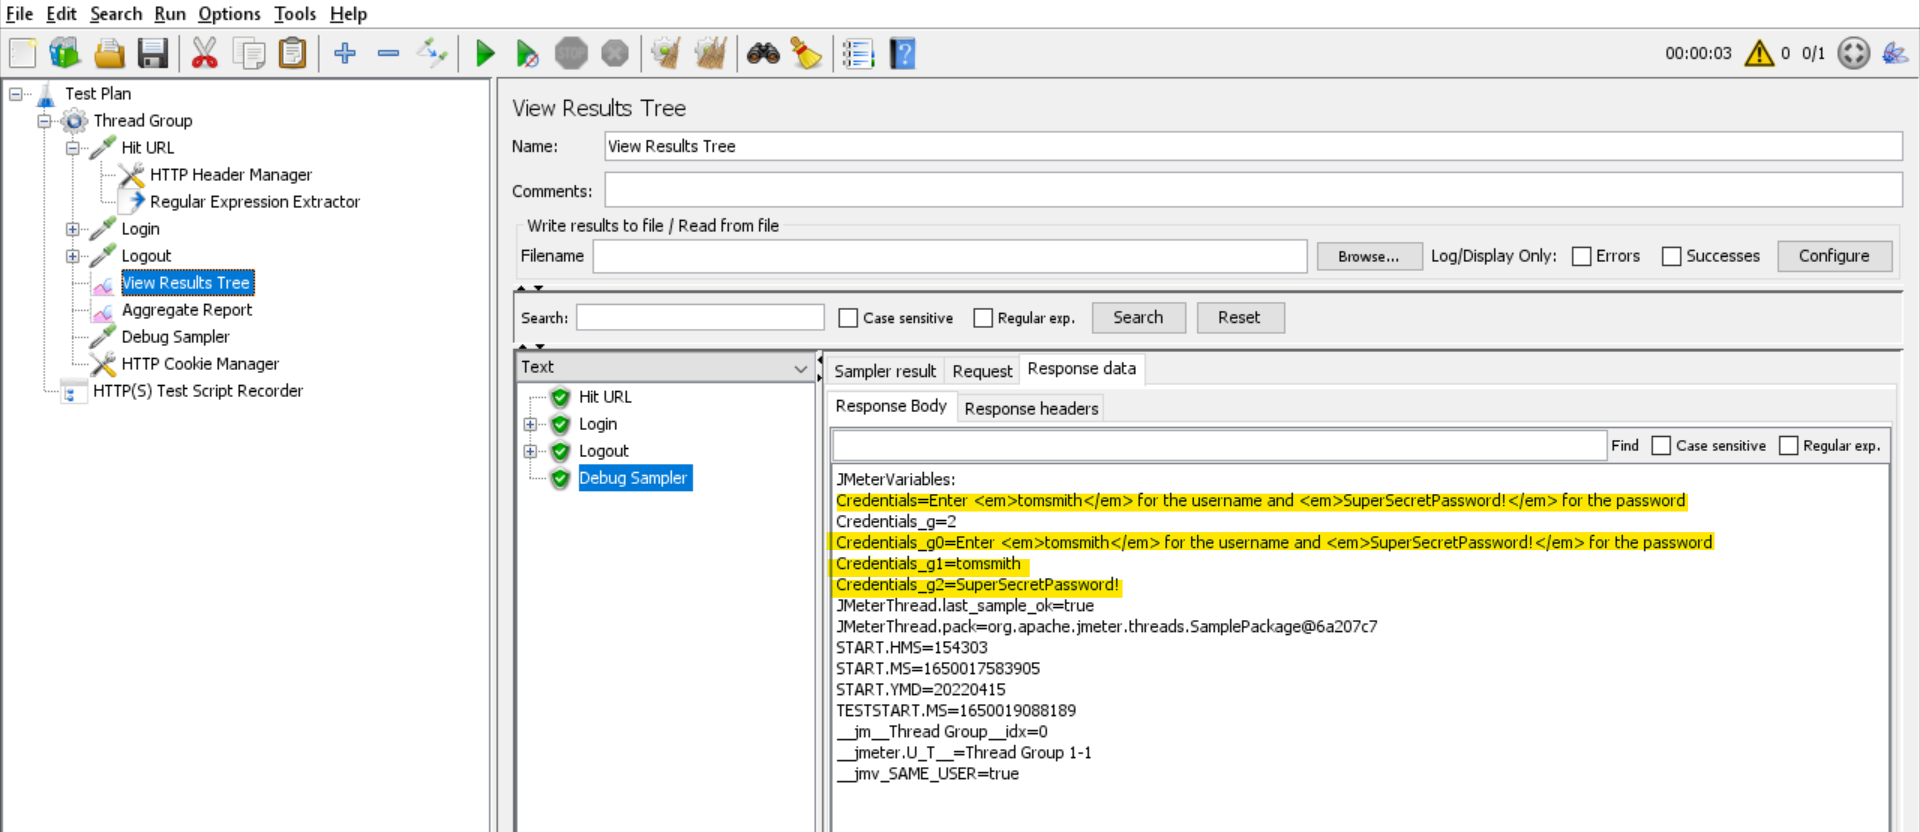 File Edit Search Run Options Tools Help
STOP
00:00:03 0 0/1
Test Plan
Thread Group
Hit URL
HTTP Header Manager
Regular Expression Extractor
Login
Logout
View Results Tree
Aggregate Report
Debug Sampler
HTTP Cookie Manager
HTTP(S) Test Script Recorder
View Results Tree
Name: View Results Tree
Comments:
Write results to file / Read from file
Filename Browse... Log/Display Only: Errors Successes Configure
Search: Case sensitive Regular exp. Search Reset
Text
Hit URL
Login
Logout
Debug Sampler
Sampler result Request Response data
Response Body Response headers
Find Case sensitive Regular exp.
JMeterVariables:
Credentials=Enter <em>tomsmith</em> for the username and <em>SuperSecretPassword!</em> for the password
Credentials_g=2
Credentials_g0=Enter <em>tomsmith</em> for the username and <em>SuperSecretPassword!</em> for the password
Credentials_g1=tomsmith
Credentials_g2=SuperSecretPassword!
JMeterThread.last_sample_ok=true
JMeterThread.pack=org.apache.jmeter.threads.SamplePackage@6a207c7
START.HMS=154303
START.MS=1650017583905
START.YMD=20220415
TESTSTART.MS=1650019088189
__jm__Thread Group__idx=0
__jmeter.U_T__=Thread Group 1-1
__jmv_SAME_USER=true